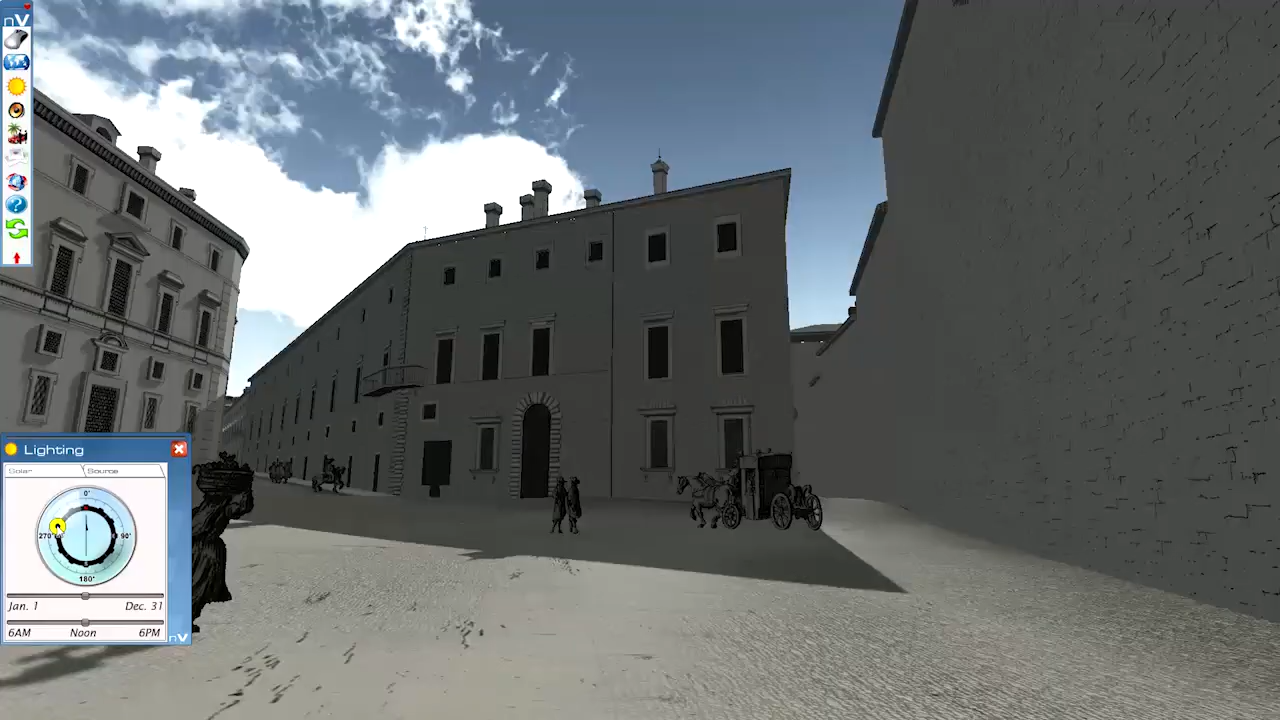 nV
?
Lighting
Solar Source
0°
270° 90°
180°
Jan. 1 Dec. 31
6AM Noon 6PM
nV